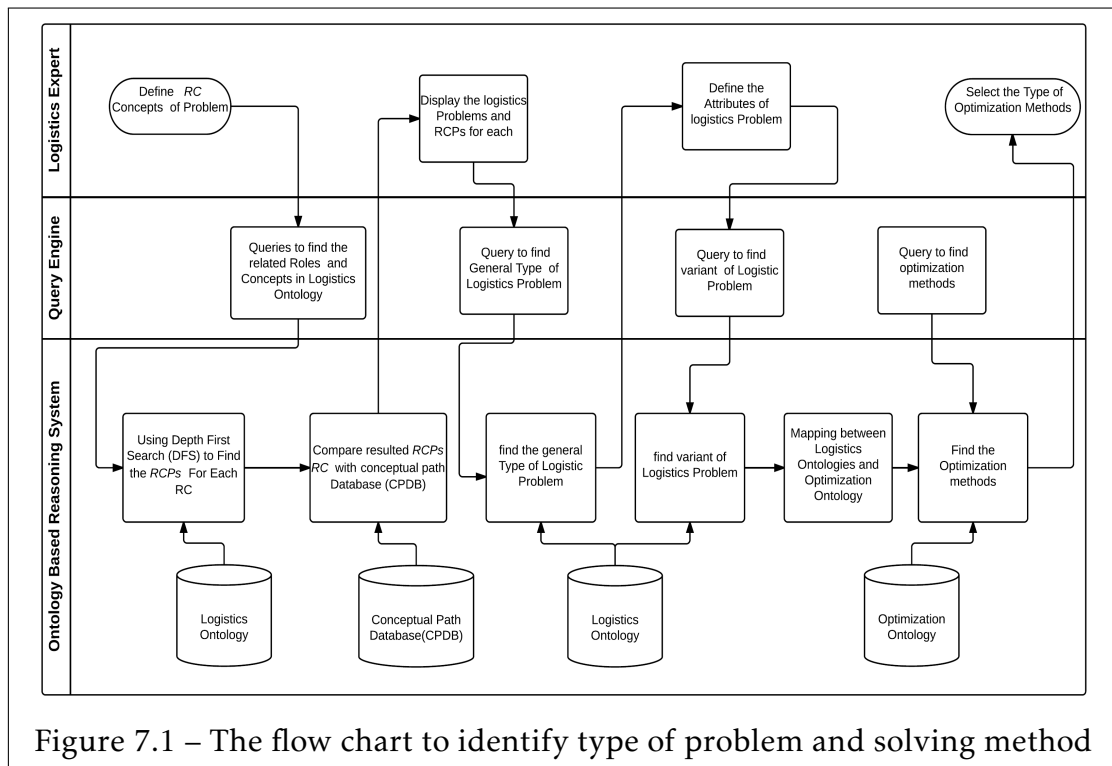 Logistics Expert
Define RC
Concepts of Problem
Display the logistics
Problems and
RCPs for each
Define the
Attributes of
logistics Problem
Select the Type of
Optimization Methods
Query Engine
Queries to find the
related Roles and
Concepts in Logistics
Ontology
Query to find
General Type of
Logistics Problem
Query to find
variant of Logistic
Problem
Query to find
optimization
methods
Ontology Based Reasoning System
Using Depth First
Search (DFS) to Find
the RCPs For Each
RC
Compare resulted RCPs
RC with conceptual path
Database (CPDB)
find the general
Type of Logistic
Problem
find variant of
Logistics Problem
Mapping between
Logistics
Ontologies and
Optimization
Ontology
Find the
Optimization
methods
Logistics
Ontology
Conceptual Path
Database(CPDB)
Logistics
Ontology
Optimization
Ontology
Figure 7.1 – The flow chart to identify type of problem and solving method